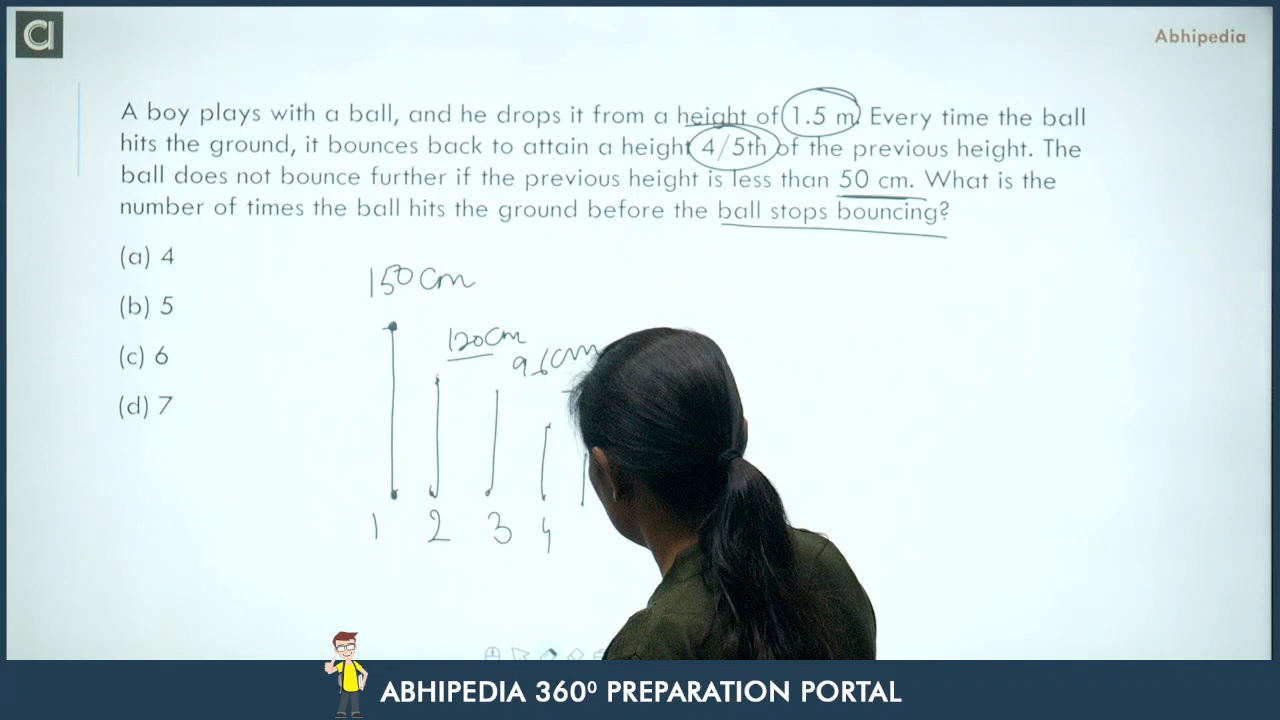 CI
Abhipedia
A boy plays with a ball, and he drops it from a height of 1.5 m. Every time the ball
hits the ground, it bounces back to attain a height 4/5th of the previous height. The
ball does not bounce further if the previous height is less than 50 cm. What is the
number of times the ball hits the ground before the ball stops bouncing?
(a) 4
(b) 5
(c) 6
(d) 7
150 cm
120cm
96cm
1 2 3 4
ABHIPEDIA 360⁰ PREPARATION PORTAL